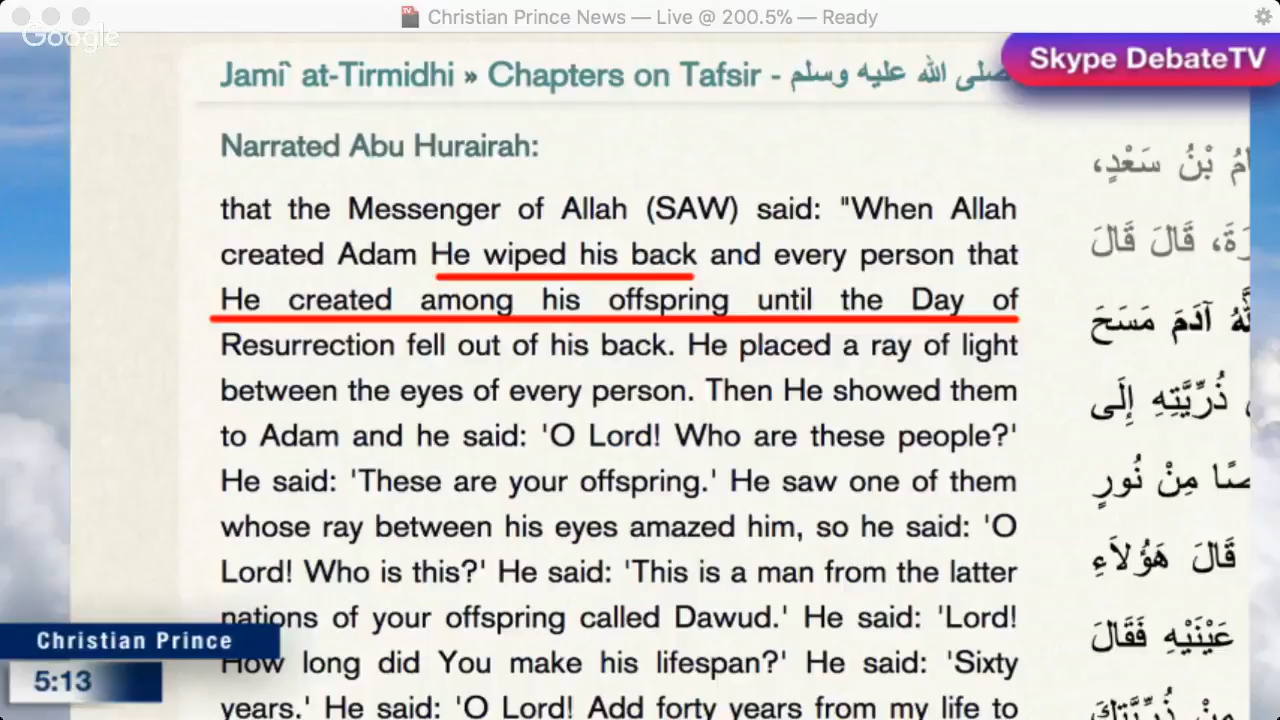 Christian Prince News — Live @ 200.5% — Ready
Google
Skype DebateTV
Jami` at-Tirmidhi » Chapters on Tafsir - صلى الله عليه وسلم
Narrated Abu Hurairah:
that the Messenger of Allah (SAW) said: "When Allah
created Adam He wiped his back and every person that
He created among his offspring until the Day of
Resurrection fell out of his back. He placed a ray of light
between the eyes of every person. Then He showed them
to Adam and he said: 'O Lord! Who are these people?'
He said: 'These are your offspring.' He saw one of them
whose ray between his eyes amazed him, so he said: 'O
Lord! Who is this?' He said: 'This is a man from the latter
nations of your offspring called Dawud.' He said: 'Lord!
How long did You make his lifespan?' He said: 'Sixty
years.' He said: 'O Lord! Add forty years from my life to
بْنُ سَعْدٍ،
قَالَ قَالَ
آدَمَ مَسَحَ
ذُرِّيَّتِهِ إِلَى
مِنْ نُورٍ
قَالَ هَؤُلاَءِ
عَيْنَيْهِ فَقَالَ
مِنْ ذُرِّيَّتِكَ
Christian Prince
5:13